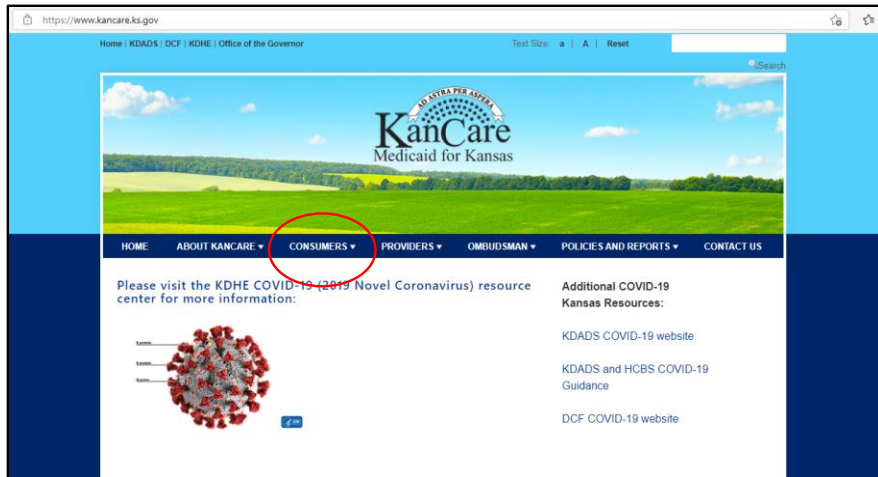 https://www.kancare.ks.gov
Home | KDADS | DCF | KDHE | Office of the Governor
Text Size: a | A | Reset
Search
AD ASTRA PER ASPERA
KanCare
Medicaid for Kansas
HOME ABOUT KANCARE ▾ CONSUMERS ▾ PROVIDERS ▾ OMBUDSMAN ▾ POLICIES AND REPORTS ▾ CONTACT US
Please visit the KDHE COVID-19 (2019 Novel Coronavirus) resource
center for more information:
Additional COVID-19
Kansas Resources:
KDADS COVID-19 website
KDADS and HCBS COVID-19
Guidance
DCF COVID-19 website